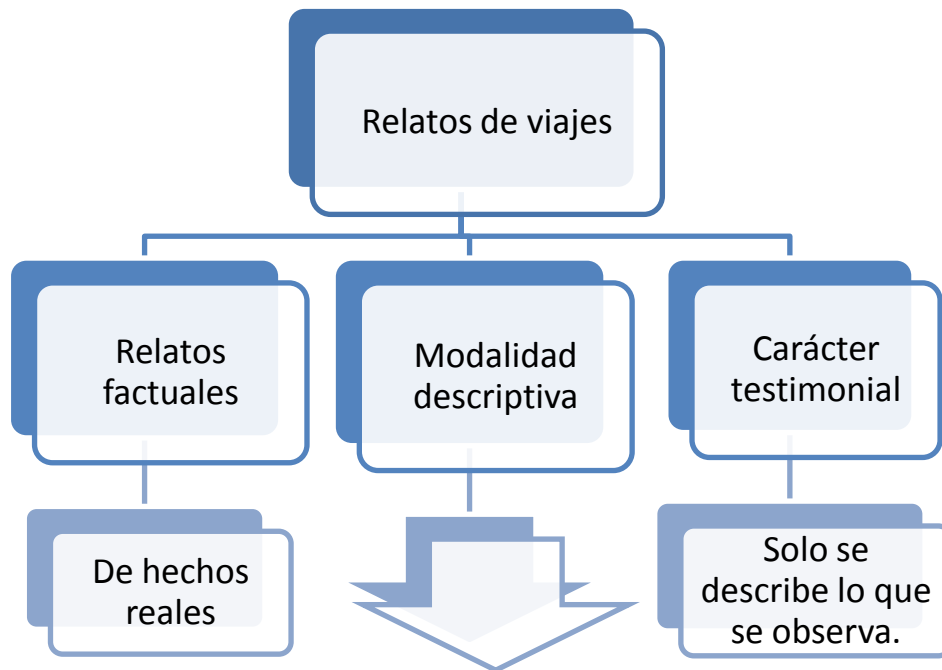 Relatos de viajes
Relatos
factuales
Modalidad
descriptiva
Carácter
testimonial
De hechos
reales
Solo se
describe lo que
se observa.